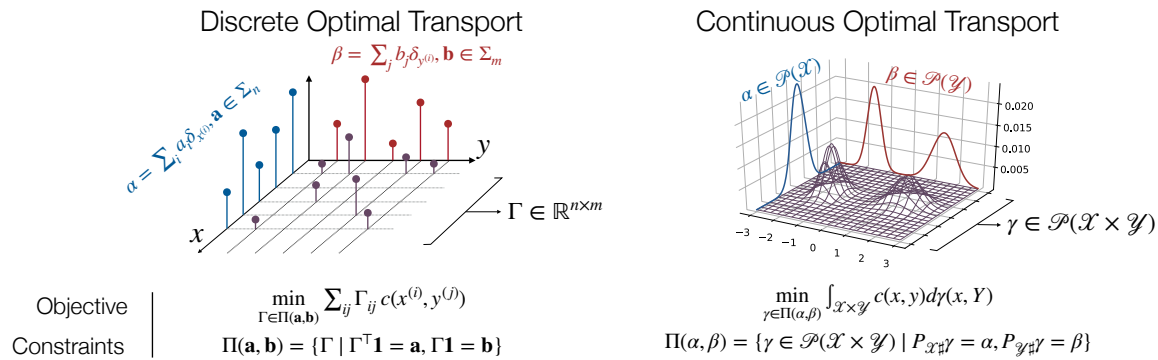 Discrete Optimal Transport
β = ∑_j b_j δ_{y^{(i)}}, **b** ∈ Σ_m
α = ∑_i a_i δ_{x^{(i)}}, **a** ∈ Σ_n
y
x
Γ ∈ ℝ^{n×m}
Continuous Optimal Transport
α ∈ 𝒫(𝒳)
β ∈ 𝒫(𝒴)
0.020
0.015
0.010
0.005
−3 −2 −1 0 1 2 3
γ ∈ 𝒫(𝒳 × 𝒴)
Objective
min_{Γ∈Π(**a**,**b**)} ∑_{ij} Γ_{ij} c(x^{(i)}, y^{(j)})
min_{γ∈Π(α,β)} ∫_{𝒳×𝒴} c(x, y)dγ(x, Y)
Constraints
Π(**a**, **b**) = {Γ | Γ^⊤**1** = **a**, Γ**1** = **b**}
Π(α, β) = {γ ∈ 𝒫(𝒳 × 𝒴) | P_{𝒳♯}γ = α, P_{𝒴♯}γ = β}